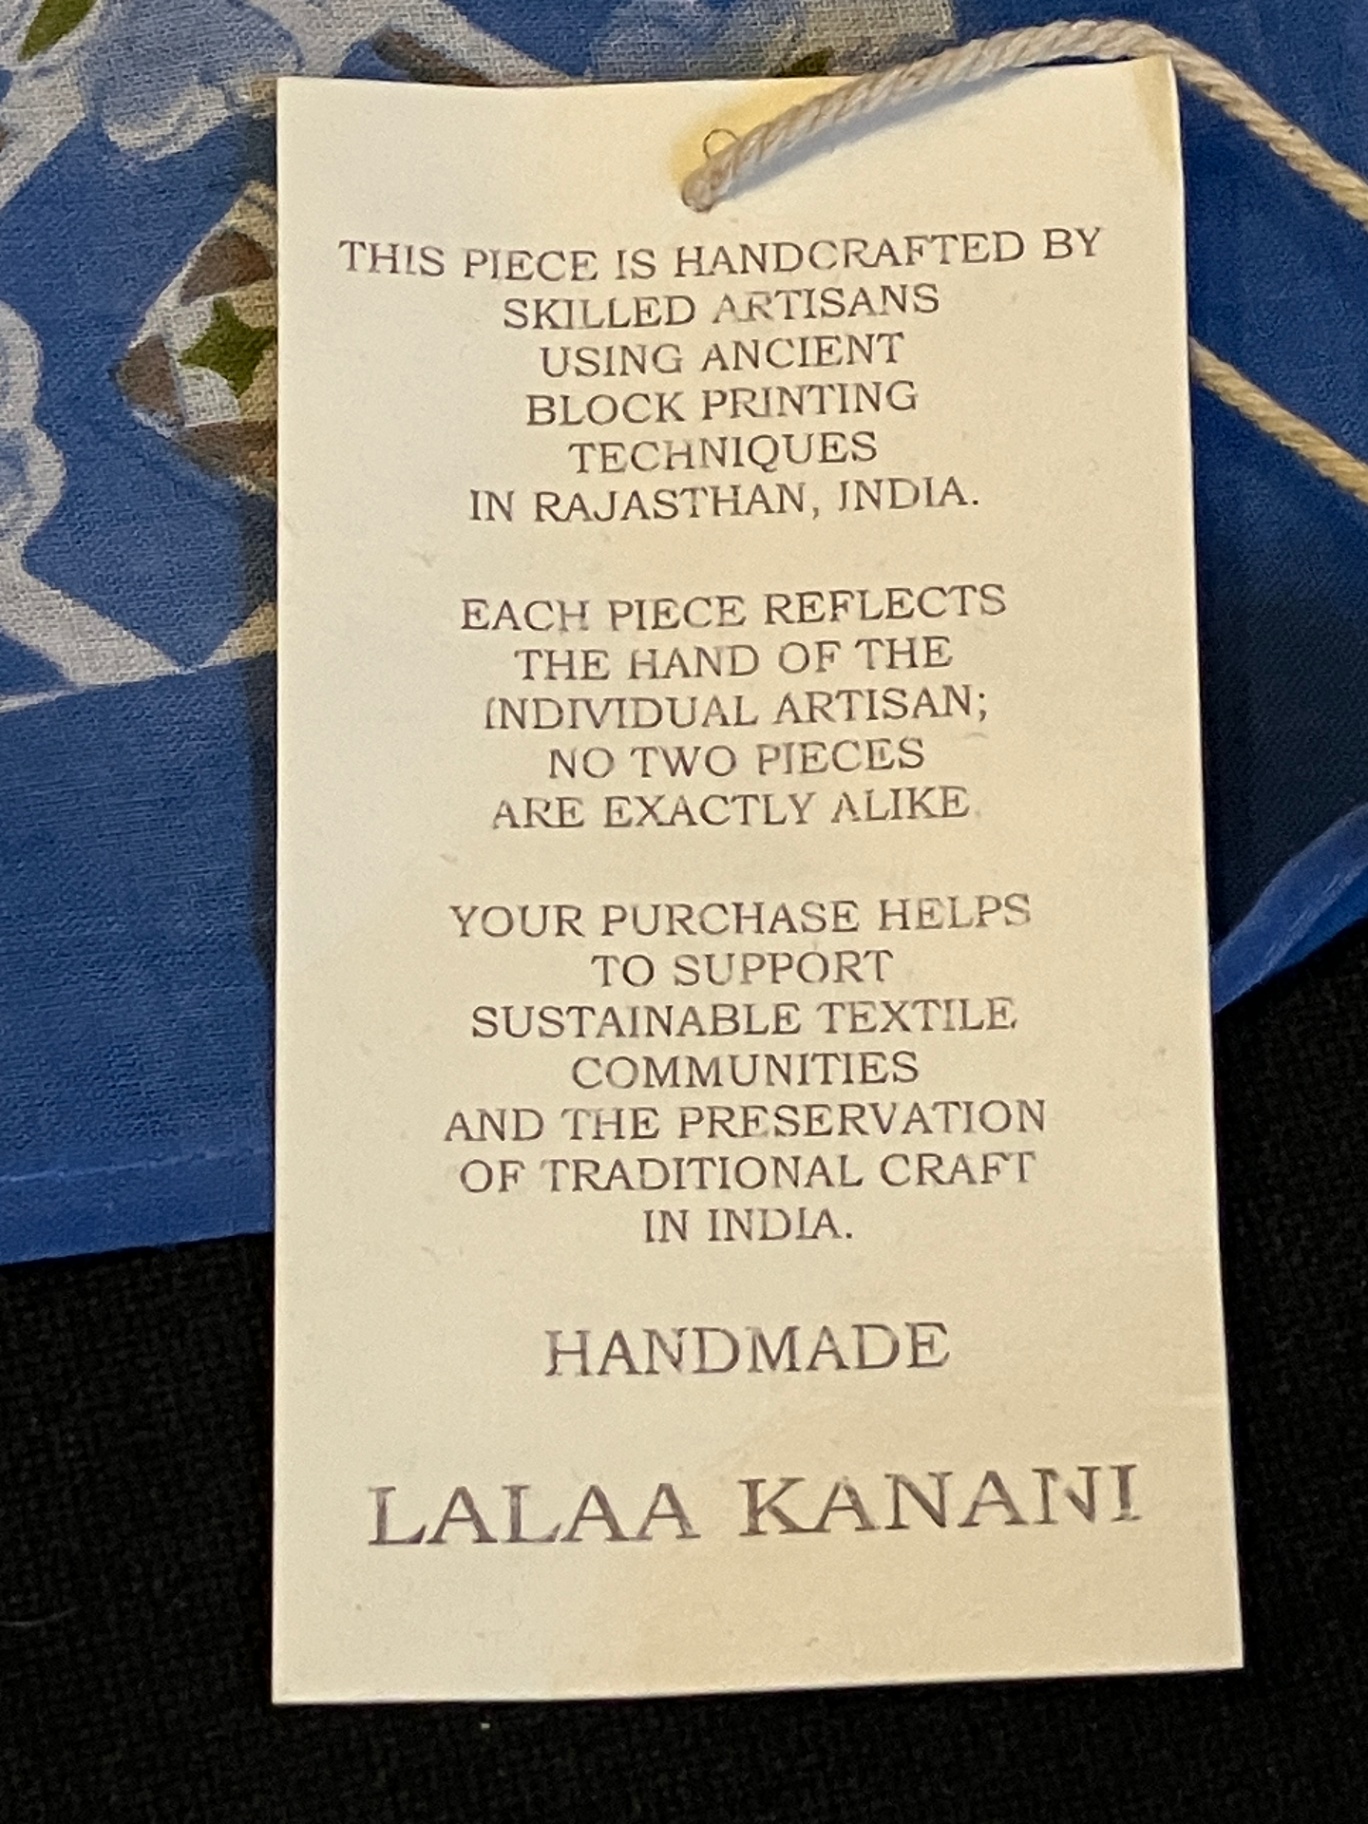 THIS PIECE IS HANDCRAFTED BY
SKILLED ARTISANS
USING ANCIENT
BLOCK PRINTING
TECHNIQUES
IN RAJASTHAN, INDIA.
EACH PIECE REFLECTS
THE HAND OF THE
INDIVIDUAL ARTISAN;
NO TWO PIECES
ARE EXACTLY ALIKE.
YOUR PURCHASE HELPS
TO SUPPORT
SUSTAINABLE TEXTILE
COMMUNITIES
AND THE PRESERVATION
OF TRADITIONAL CRAFT
IN INDIA.
HANDMADE
LALAA KANANI